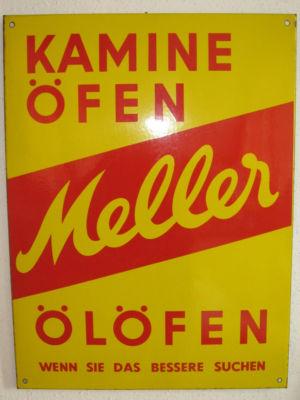 KAMINE
ÖFEN
Meller
ÖLÖFEN
WENN SIE DAS BESSERE SUCHEN